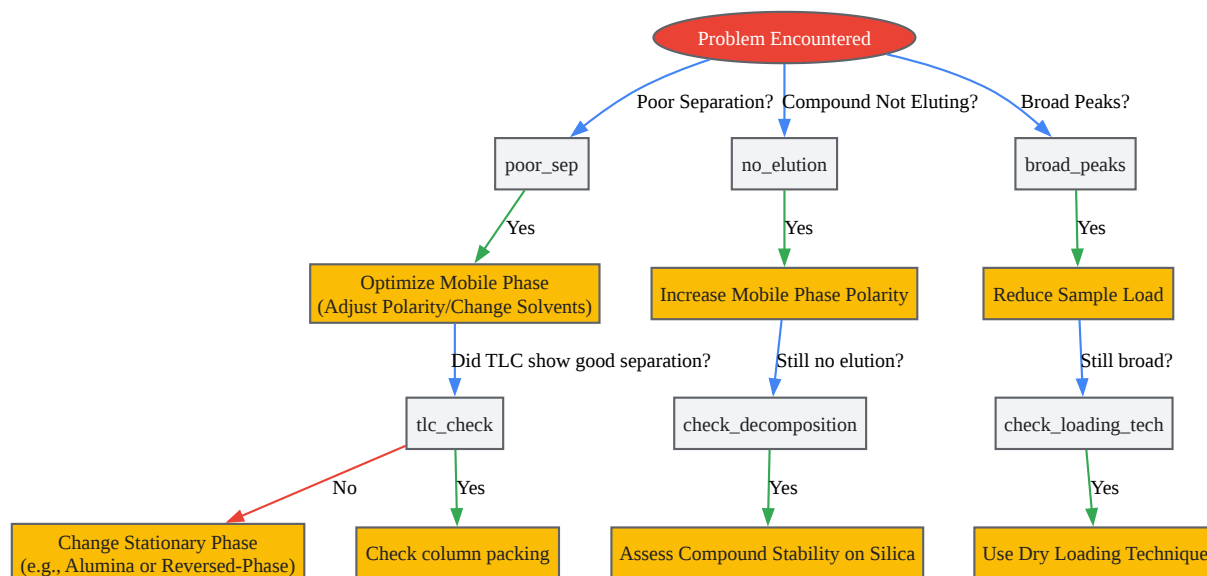 Problem Encountered
Poor Separation?
Compound Not Eluting?
Broad Peaks?
poor_sep
no_elution
broad_peaks
Yes
Yes
Yes
Optimize Mobile Phase
(Adjust Polarity/Change Solvents)
Increase Mobile Phase Polarity
Reduce Sample Load
Did TLC show good separation?
Still no elution?
Still broad?
tlc_check
check_decomposition
check_loading_tech
No
Yes
Yes
Yes
Change Stationary Phase
(e.g., Alumina or Reversed-Phase)
Check column packing
Assess Compound Stability on Silica
Use Dry Loading Technique